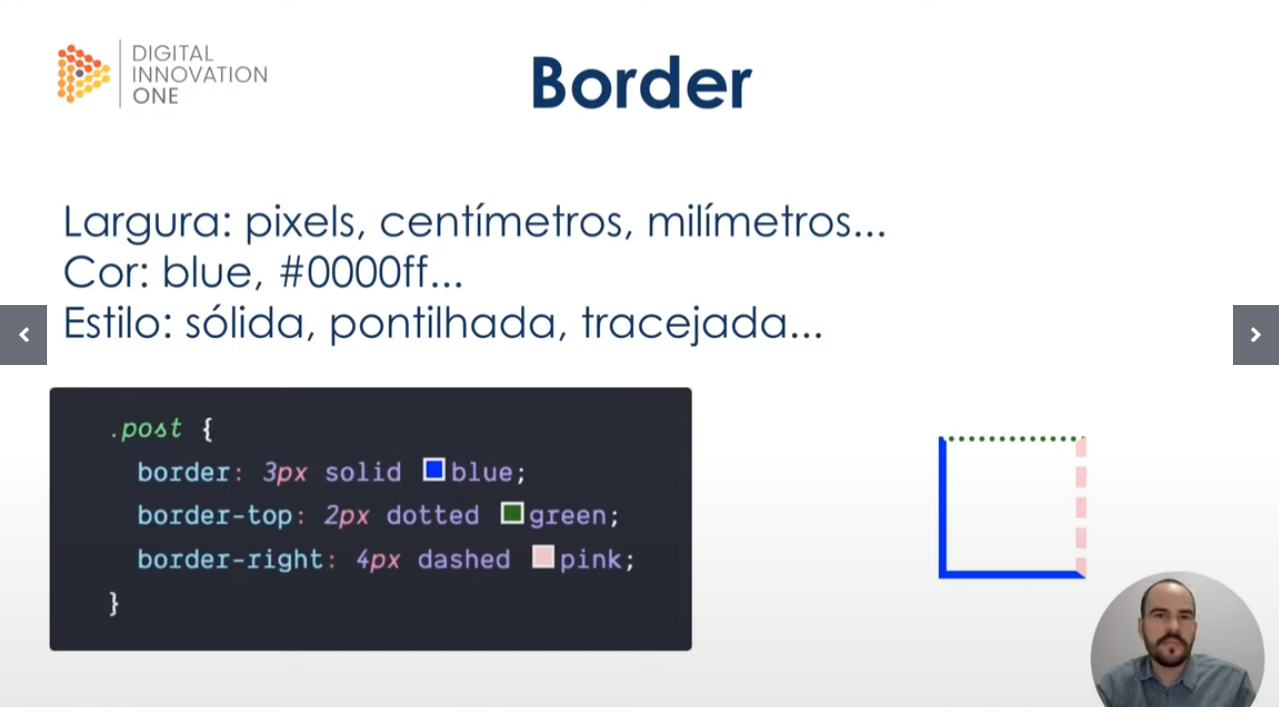 DIGITAL
INNOVATION
ONE
Border
Largura: pixels, centímetros, milímetros...
Cor: blue, #0000ff...
Estilo: sólida, pontilhada, tracejada...
.post {
border: 3px solid blue;
border-top: 2px dotted green;
border-right: 4px dashed pink;
}